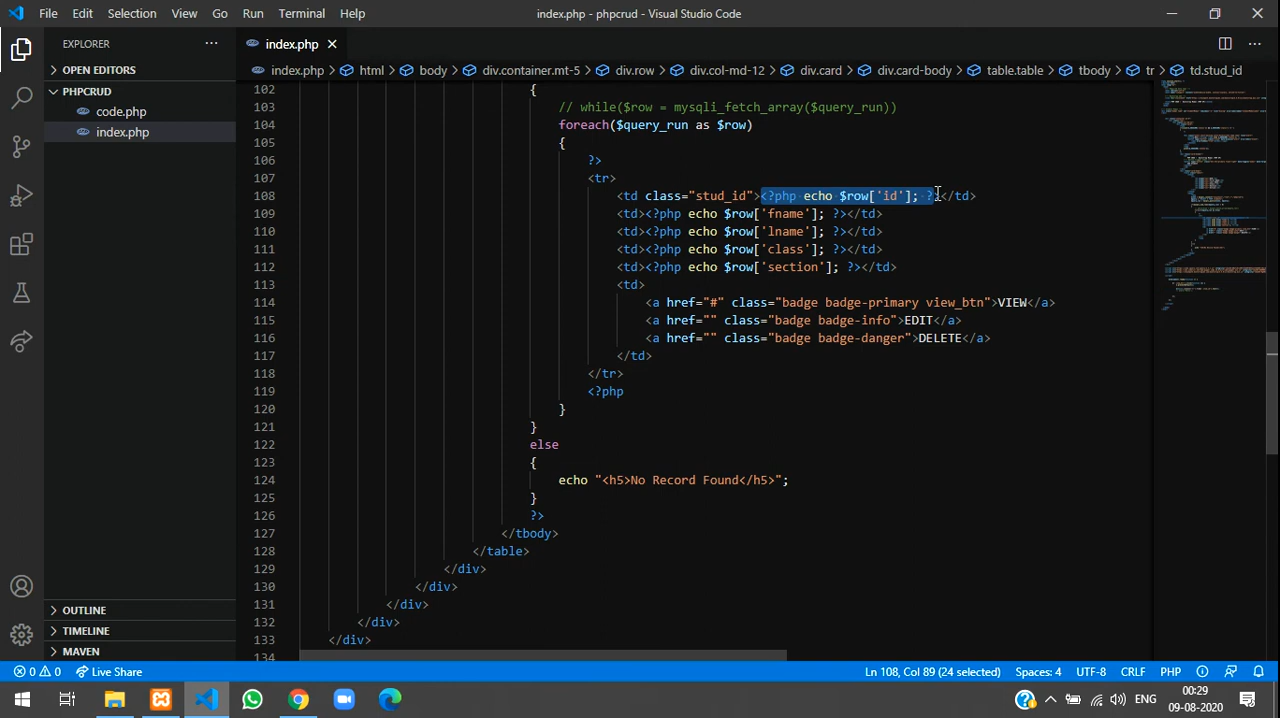 File Edit Selection View Go Run Terminal Help
index.php - phpcrud - Visual Studio Code
EXPLORER
index.php
OPEN EDITORS
index.php > html > body > div.container.mt-5 > div.row > div.col-md-12 > div.card > div.card-body > table.table > tbody > tr > td.stud_id
PHPCRUD
code.php
index.php
102 {
103 // while($row = mysqli_fetch_array($query_run))
104 foreach($query_run as $row)
105 {
106 ?>
107 <tr>
108 <td class="stud_id"><?php echo $row['id']; ?></td>
109 <td><?php echo $row['fname']; ?></td>
110 <td><?php echo $row['lname']; ?></td>
111 <td><?php echo $row['class']; ?></td>
112 <td><?php echo $row['section']; ?></td>
113 <td>
114 <a href="#" class="badge badge-primary view_btn">VIEW</a>
115 <a href="" class="badge badge-info">EDIT</a>
116 <a href="" class="badge badge-danger">DELETE</a>
117 </td>
118 </tr>
119 <?php
120 }
121 }
122 else
123 {
124 echo "<h5>No Record Found</h5>";
125 }
126 ?>
127 </tbody>
128 </table>
129 </div>
130 </div>
131 </div>
132 </div>
133 </div>
134
OUTLINE
TIMELINE
MAVEN
0 0 Live Share
Ln 108, Col 89 (24 selected) Spaces: 4 UTF-8 CRLF PHP
ENG
00:29
09-08-2020